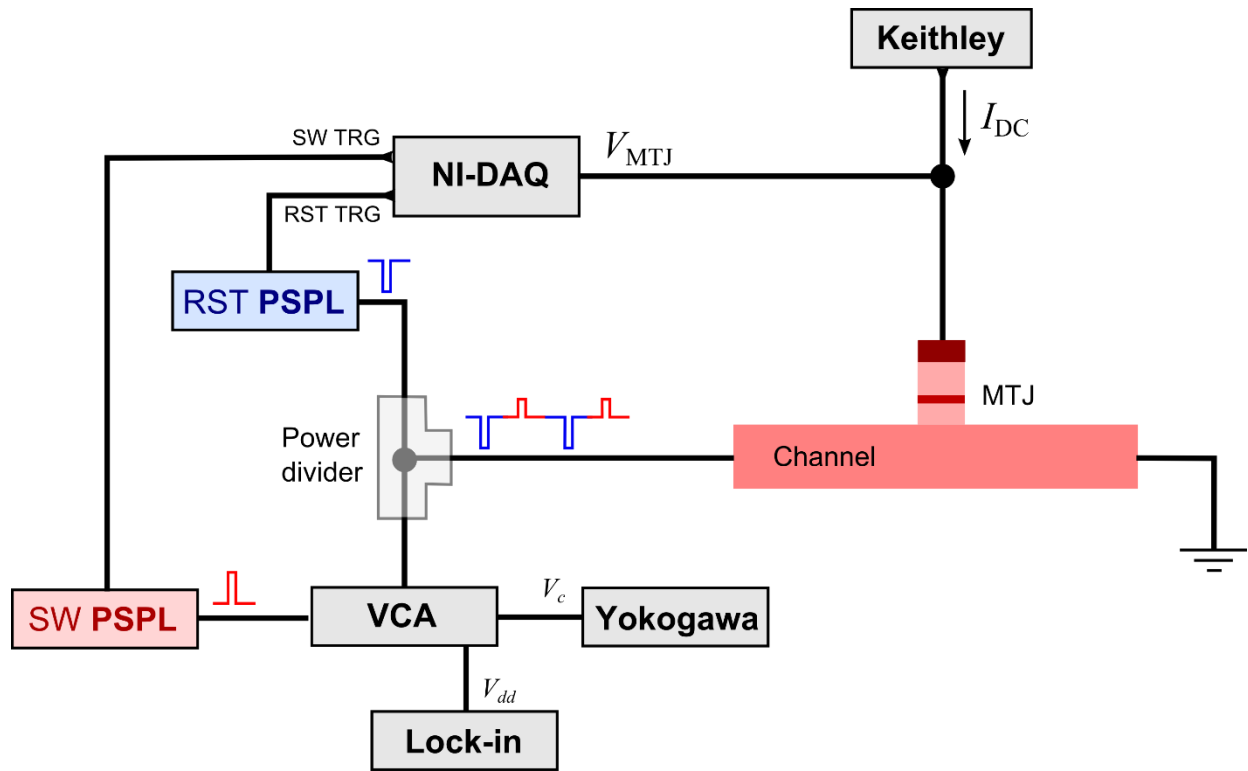 Keithley
I_DC
SW TRG
NI-DAQ
V_MTJ
RST TRG
RST PSPL
MTJ
Power
divider
Channel
SW PSPL
VCA
V_c
Yokogawa
V_dd
Lock-in